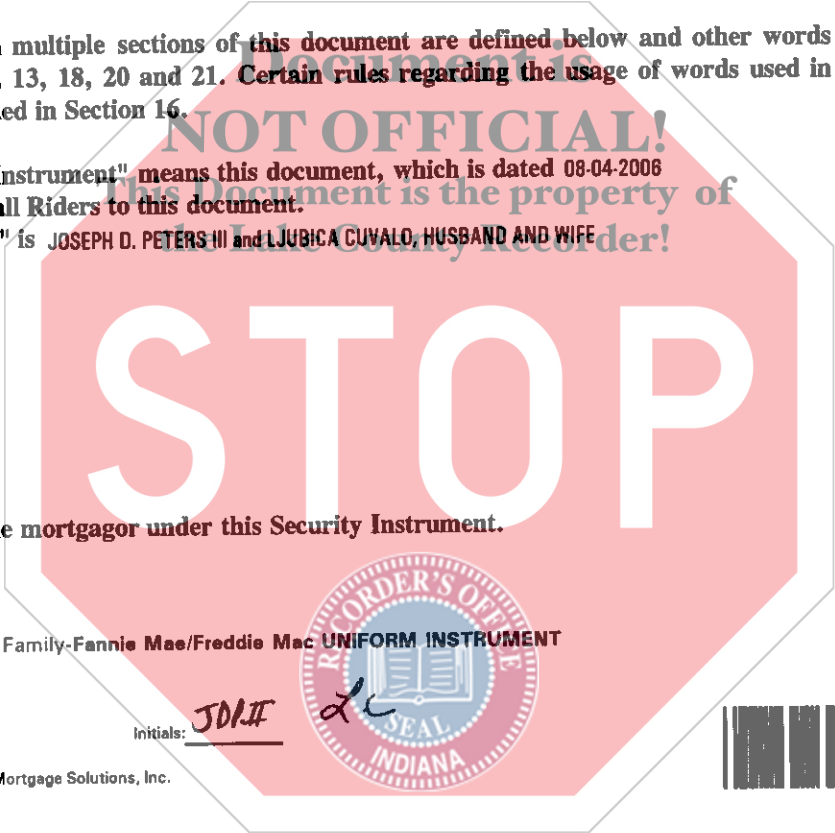 multiple sections of this document are defined below and other words
13, 18, 20 and 21. Certain rules regarding the usage of words used in
ed in Section 16.
Document is
NOT OFFICIAL!
This Document is the property of
the Lake County Recorder!
nstrument" means this document, which is dated 08-04-2006
all Riders to this document.
" is JOSEPH D. PETERS III and LJUBICA CUVALO, HUSBAND AND WIFE
STOP
e mortgagor under this Security Instrument.
RECORDER'S OFFICE
SEAL
INDIANA
Family-Fannie Mae/Freddie Mac UNIFORM INSTRUMENT
Initials: JDPIII LC
Mortgage Solutions, Inc.